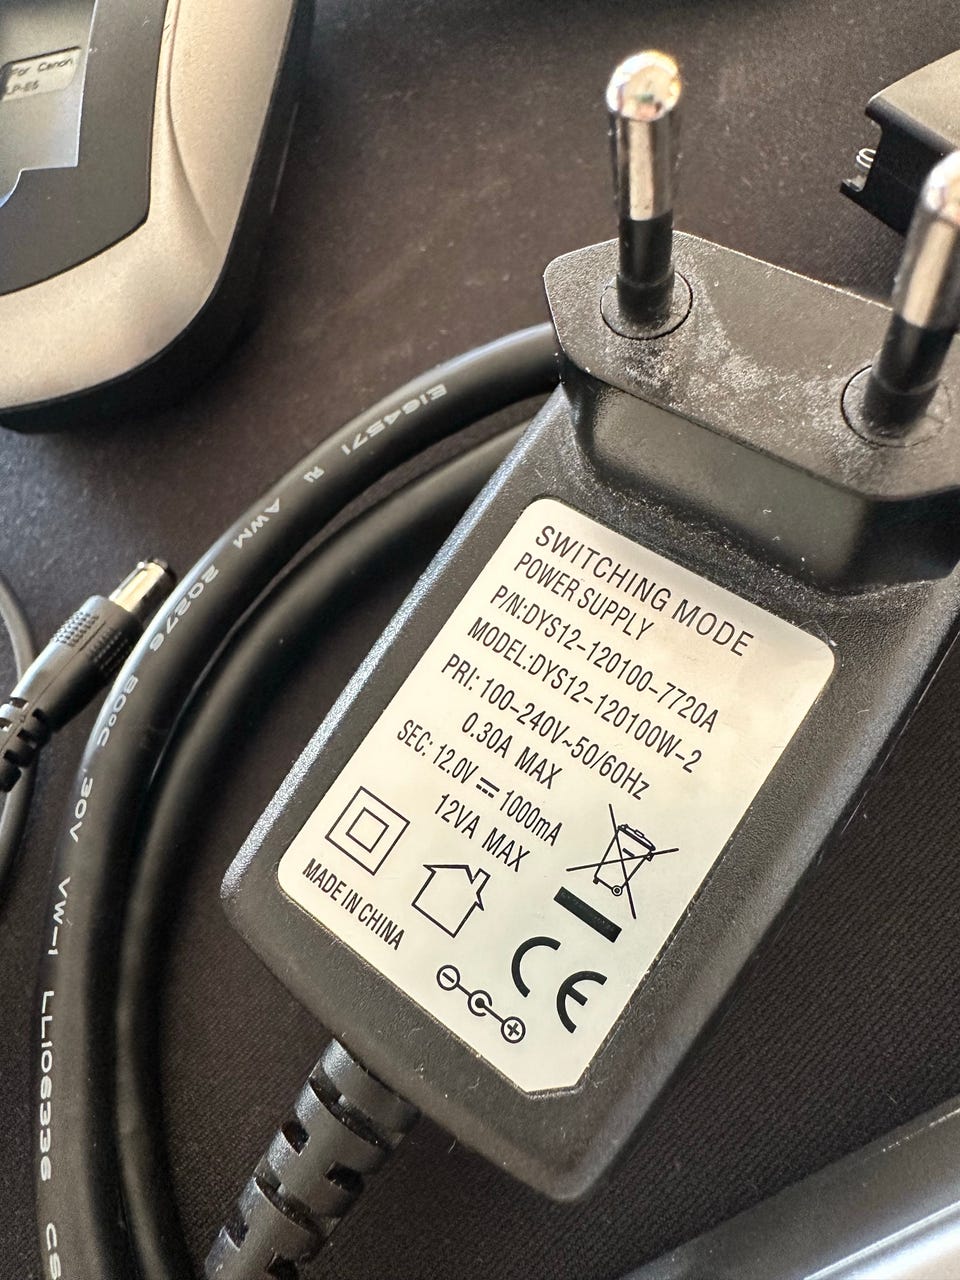 For Canon
LP-E6
SWITCHING MODE
POWER SUPPLY
P/N:DYS12-120100-7720A
MODEL:DYS12-120100W-2
PRI: 100-240V~50/60Hz
0.30A MAX
SEC: 12.0V⎓1000mA
12VA MAX
MADE IN CHINA
CE
E164571 AWM 20276 80°C 30V VW-1 LL106336 CS